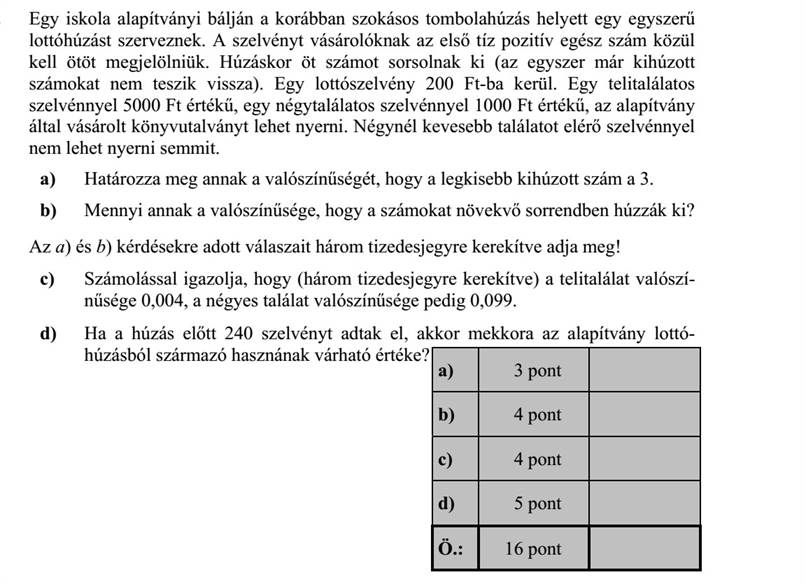 Egy iskola alapítványi bálján a korábban szokásos tombolahúzás helyett egy egyszerű
lottóhúzást szerveznek. A szelvényt vásárolóknak az első tíz pozitív egész szám közül
kell ötöt megjelölniük. Húzáskor öt számot sorsolnak ki (az egyszer már kihúzott
számokat nem teszik vissza). Egy lottószelvény 200 Ft-ba kerül. Egy telitalálatos
szelvénnyel 5000 Ft értékű, egy négytalálatos szelvénnyel 1000 Ft értékű, az alapítvány
által vásárolt könyvutalványt lehet nyerni. Négynél kevesebb találatot elérő szelvénnyel
nem lehet nyerni semmit.
a) Határozza meg annak a valószínűségét, hogy a legkisebb kihúzott szám a 3.
b) Mennyi annak a valószínűsége, hogy a számokat növekvő sorrendben húzzák ki?
Az a) és b) kérdésekre adott válaszait három tizedesjegyre kerekítve adja meg!
c) Számolással igazolja, hogy (három tizedesjegyre kerekítve) a telitalálat valószí-
nűsége 0,004, a négyes találat valószínűsége pedig 0,099.
d) Ha a húzás előtt 240 szelvényt adtak el, akkor mekkora az alapítvány lottó-
húzásból származó hasznának várható értéke?
a) 3 pont
b) 4 pont
c) 4 pont
d) 5 pont
Ö.: 16 pont